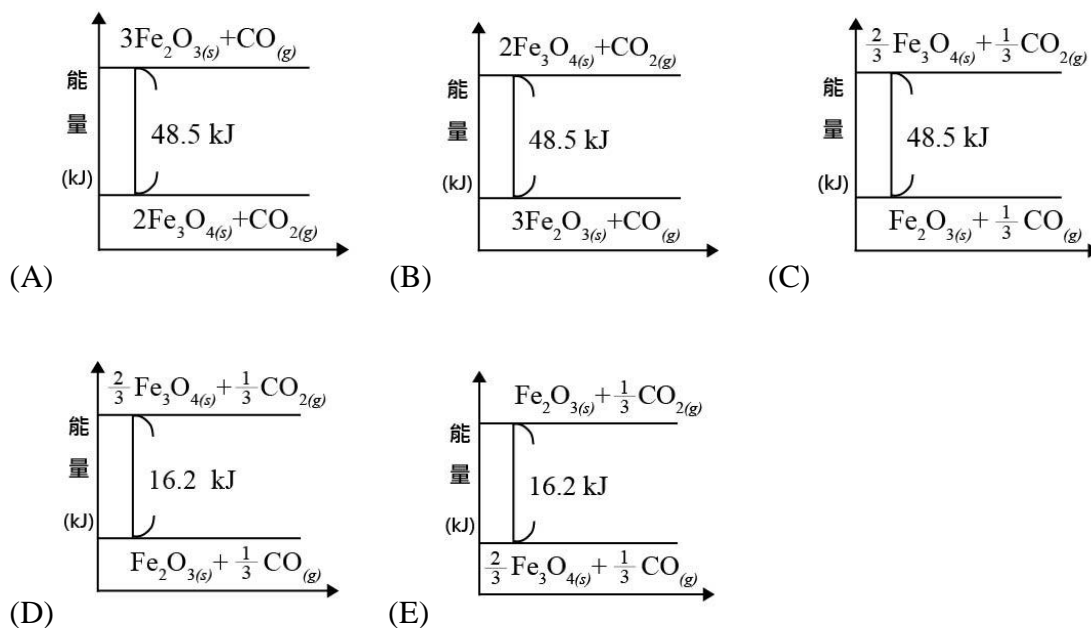 3Fe₂O₃(s)+CO(g)
能
量
(kJ)
48.5 kJ
2Fe₃O₄(s)+CO₂(g)
(A)
2Fe₃O₄(s)+CO₂(g)
能
量
(kJ)
48.5 kJ
3Fe₂O₃(s)+CO(g)
(B)
2/3 Fe₃O₄(s)+ 1/3 CO₂(g)
能
量
(kJ)
48.5 kJ
Fe₂O₃(s)+ 1/3 CO(g)
(C)
2/3 Fe₃O₄(s)+ 1/3 CO₂(g)
能
量
(kJ)
16.2 kJ
Fe₂O₃(s)+ 1/3 CO(g)
(D)
Fe₂O₃(s)+ 1/3 CO₂(g)
能
量
(kJ)
16.2 kJ
2/3 Fe₃O₄(s)+ 1/3 CO(g)
(E)